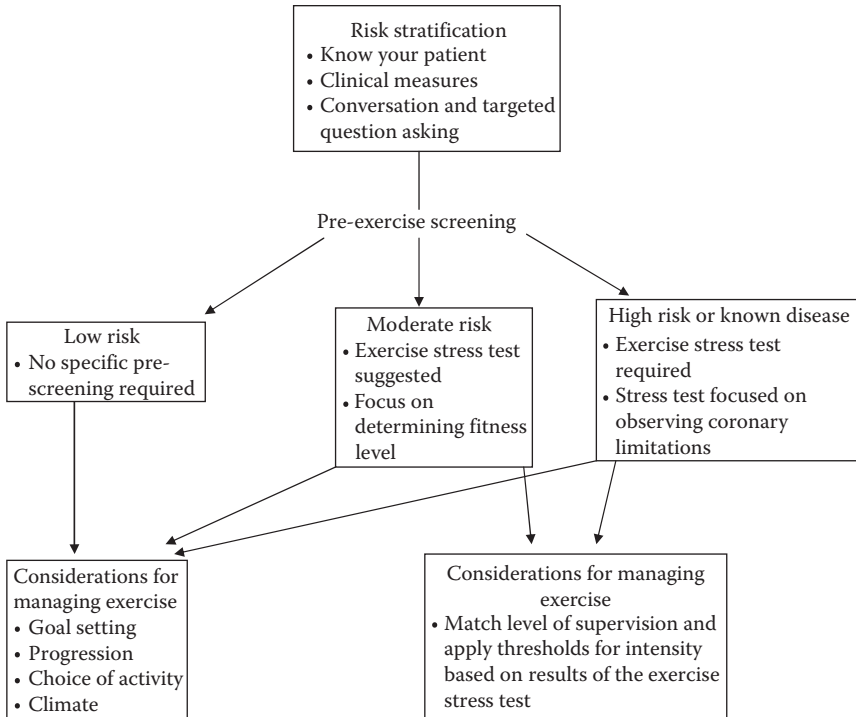 Risk stratification
• Know your patient
• Clinical measures
• Conversation and targeted
question asking
Pre-exercise screening
Low risk
• No specific pre-
screening required
Moderate risk
• Exercise stress test
suggested
• Focus on
determining fitness
level
High risk or known disease
• Exercise stress test
required
• Stress test focused on
observing coronary
limitations
Considerations for
managing exercise
• Goal setting
• Progression
• Choice of activity
• Climate
Considerations for managing
exercise
• Match level of supervision and
apply thresholds for intensity
based on results of the exercise
stress test